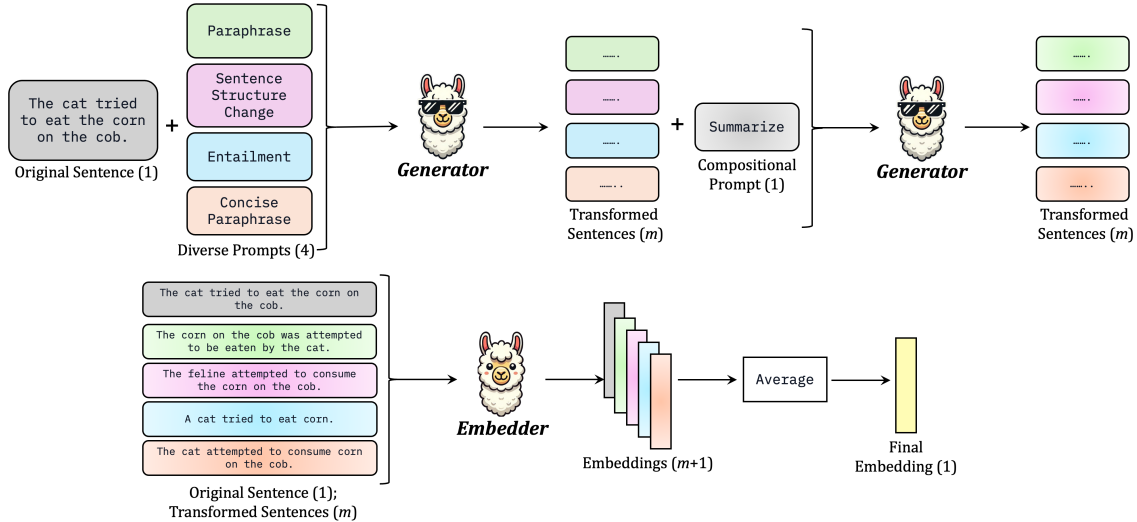 The cat tried
to eat the corn
on the cob.
Original Sentence (1)
+
Paraphrase
Sentence
Structure
Change
Entailment
Concise
Paraphrase
Diverse Prompts (4)
Generator
…….
…….
…….
……..
Transformed
Sentences (m)
+
Summarize
Compositional
Prompt (1)
Generator
…….
…….
…….
……..
Transformed
Sentences (m)
The cat tried to eat the corn on
the cob.
The corn on the cob was attempted
to be eaten by the cat.
The feline attempted to consume
the corn on the cob.
A cat tried to eat corn.
The cat attempted to consume corn
on the cob.
Original Sentence (1);
Transformed Sentences (m)
Embedder
Embeddings (m+1)
Average
Final
Embedding (1)